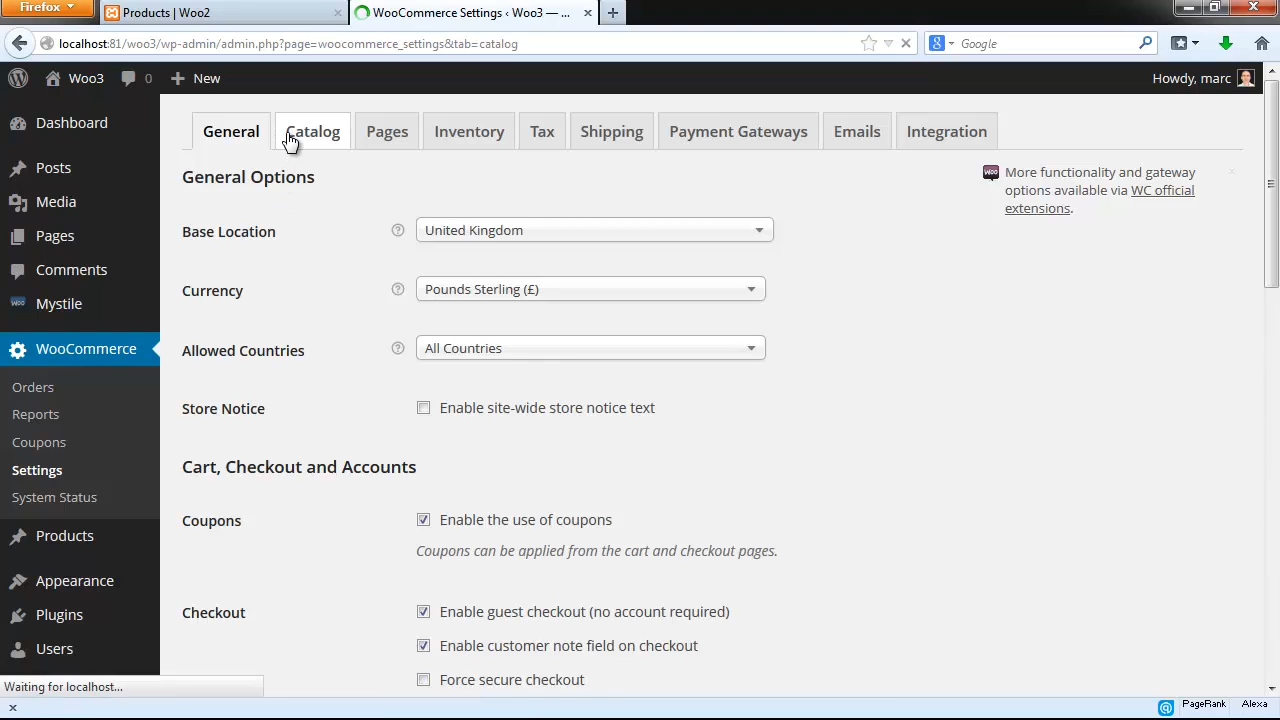 Firefox
Products | Woo2
WooCommerce Settings ‹ Woo3 — ...
localhost:81/woo3/wp-admin/admin.php?page=woocommerce_settings&tab=catalog
Google
Woo3
0
New
Howdy, marc
Dashboard
Posts
Media
Pages
Comments
Mystile
WooCommerce
Orders
Reports
Coupons
Settings
System Status
Products
Appearance
Plugins
Users
General
Catalog
Pages
Inventory
Tax
Shipping
Payment Gateways
Emails
Integration
General Options
More functionality and gateway
options available via WC official
extensions.
Base Location
United Kingdom
Currency
Pounds Sterling (£)
Allowed Countries
All Countries
Store Notice
Enable site-wide store notice text
Cart, Checkout and Accounts
Coupons
Enable the use of coupons
Coupons can be applied from the cart and checkout pages.
Checkout
Enable guest checkout (no account required)
Enable customer note field on checkout
Force secure checkout
Waiting for localhost...
PageRank
Alexa